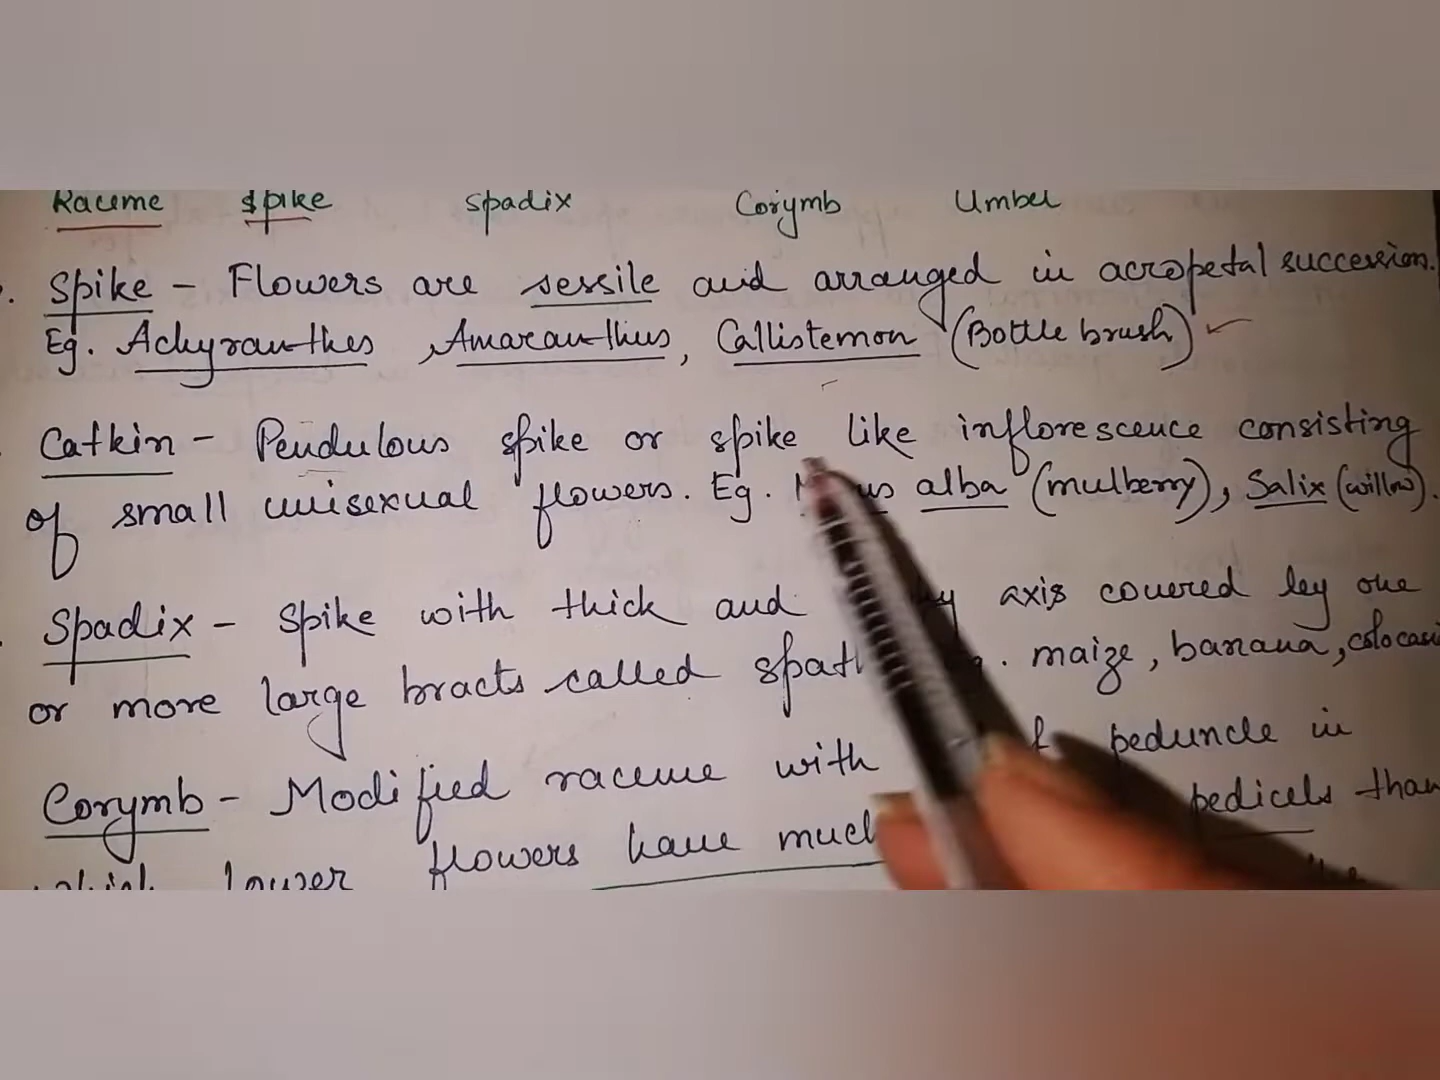 Raceme spike spadix Corymb Umbel
Spike - Flowers are sessile and arranged in acropetal succession.
Eg. Achyranthes, Amaranthus, Callistemon (Bottle brush)
Catkin - Pendulous spike or spike like inflorescence consisting
of small unisexual flowers. Eg. alba (mulberry), Salix (willow).
Spadix - Spike with thick and axis covered by one
or more large bracts called maize, banana,
Corymb - Modified raceme with peduncle in
lower flowers have much pedicels than